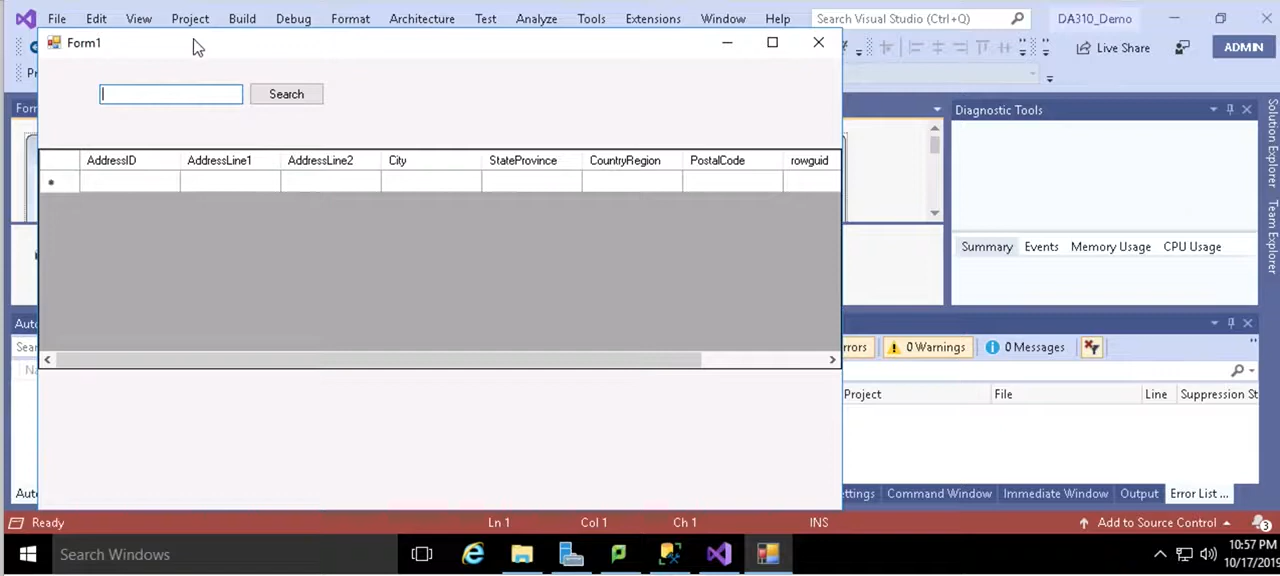 File Edit View Project Build Debug Format Architecture Test Analyze Tools Extensions Window Help Search Visual Studio (Ctrl+Q) DA310_Demo
Form1
Live Share ADMIN
Search
Diagnostic Tools
AddressID AddressLine1 AddressLine2 City StateProvince CountryRegion PostalCode rowguid
Summary Events Memory Usage CPU Usage
Solution Explorer
Team Explorer
0 Warnings 0 Messages
Project File Line Suppression St
Command Window Immediate Window Output Error List ...
Ready Ln 1 Col 1 Ch 1 INS Add to Source Control 3
Search Windows
10:57 PM
10/17/2019